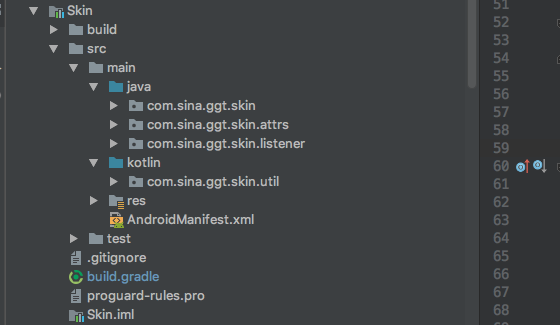 Skin
build
src
main
java
com.sina.ggt.skin
com.sina.ggt.skin.attrs
com.sina.ggt.skin.listener
kotlin
com.sina.ggt.skin.util
res
AndroidManifest.xml
test
.gitignore
build.gradle
proguard-rules.pro
Skin.iml
51
52
53
54
55
56
57
58
59
60
61
62
63
64
65
66
67
68